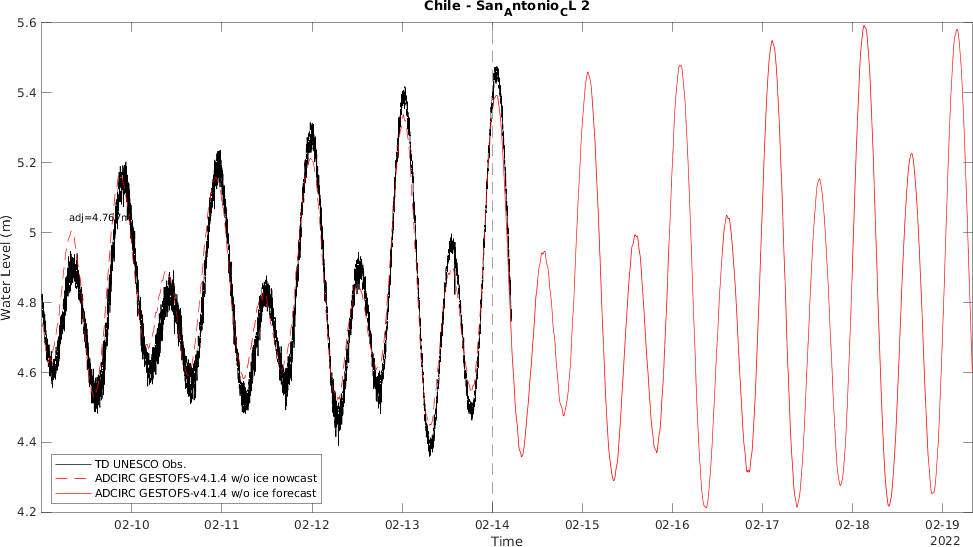 Chile - SanAntonioCL 2
5.6
5.4
5.2
5
4.8
4.6
4.4
4.2
Water Level (m)
adj=4.767m
TD UNESCO Obs.
ADCIRC GESTOFS-v4.1.4 w/o ice nowcast
ADCIRC GESTOFS-v4.1.4 w/o ice forecast
02-10 02-11 02-12 02-13 02-14 02-15 02-16 02-17 02-18 02-19
Time
2022